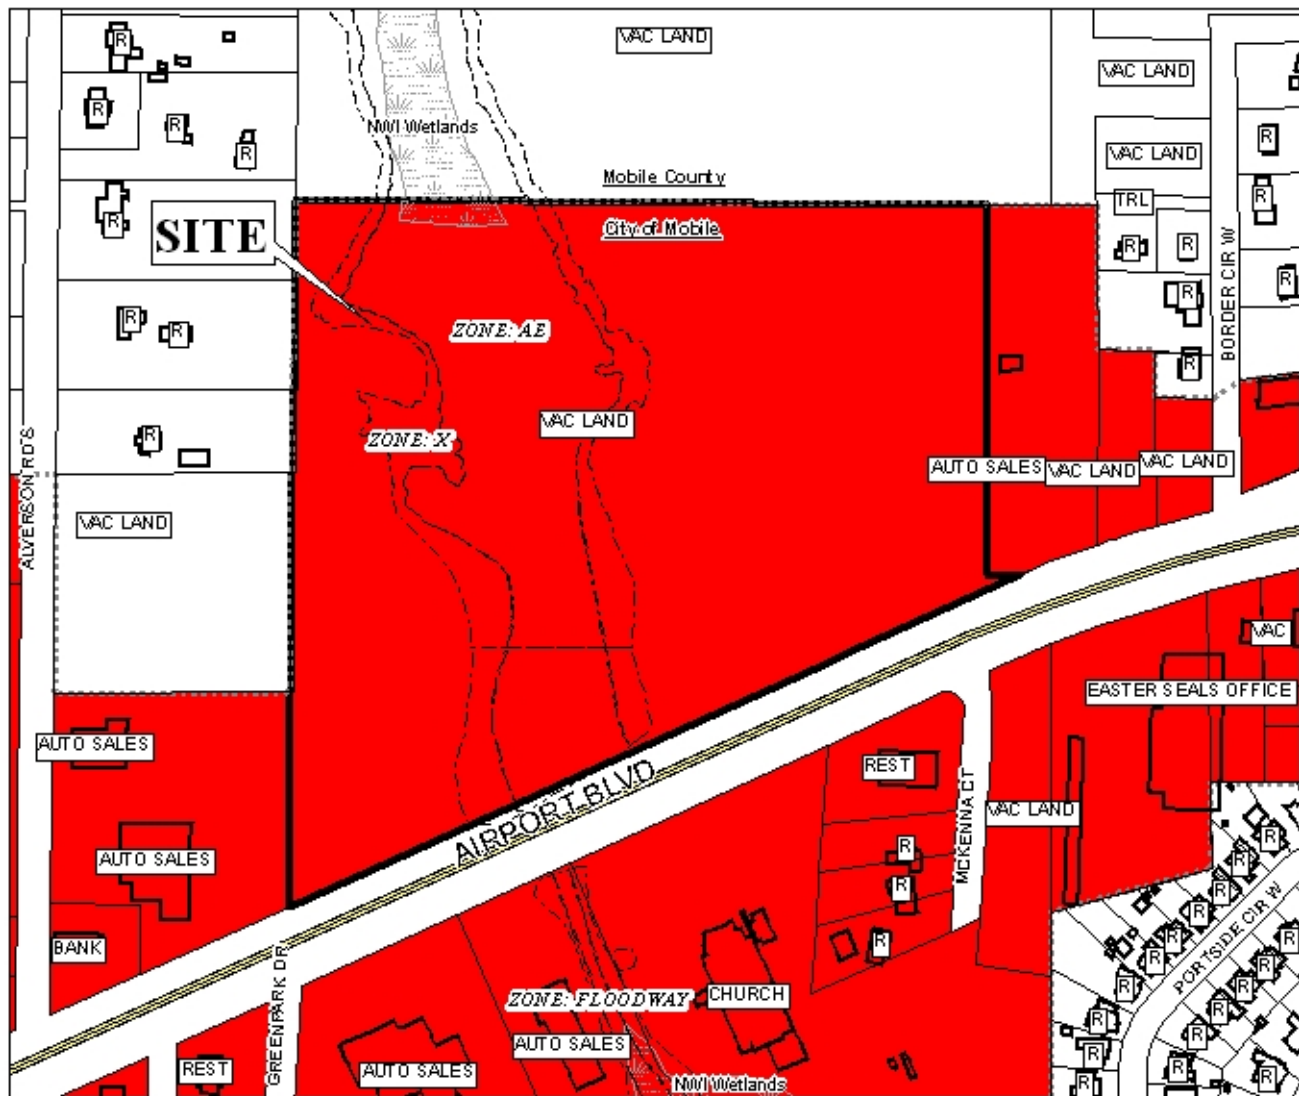 R
VAC LAND
VAC LAND
R
R
R
NWI Wetlands
R
VAC LAND
Mobile County
TRL
R
R
SITE
City of Mobile
R
R
R
R
BORDER CIR W
R
R
R
ZONE: AE
R
VAC LAND
R
ZONE: X
ALVERSON RD S
AUTO SALES
VAC LAND
VAC LAND
VAC LAND
VAC
EASTER SEALS OFFICE
AUTO SALES
REST
AIRPORT BLVD
MCKENNA CT
VAC LAND
AUTO SALES
R
R
R
R
R
BANK
R
R
R
R
PORTSIDE CIR W
R
R
GREENPARK DR
ZONE: FLOODWAY
CHURCH
R
R
R
R
R
AUTO SALES
R
REST
AUTO SALES
R
R
NWI Wetlands
R
R